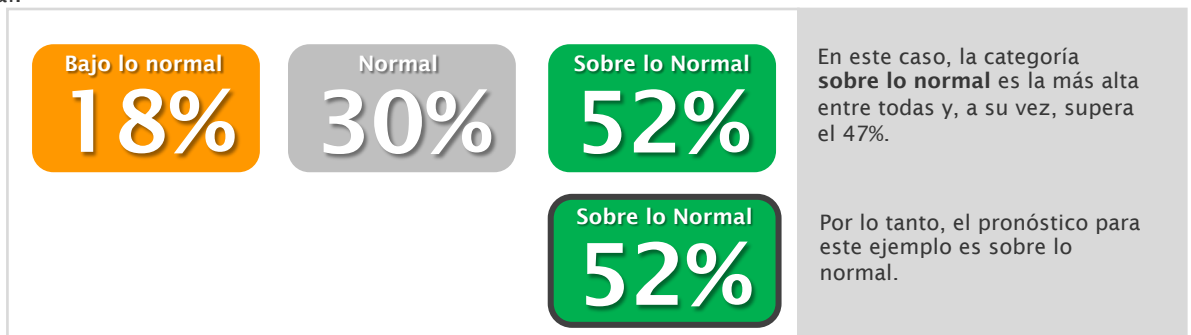 Bajo lo normal
18%
Normal
30%
Sobre lo Normal
52%
En este caso, la categoría
sobre lo normal es la más alta
entre todas y, a su vez, supera
el 47%.
Sobre lo Normal
52%
Por lo tanto, el pronóstico para
este ejemplo es sobre lo
normal.